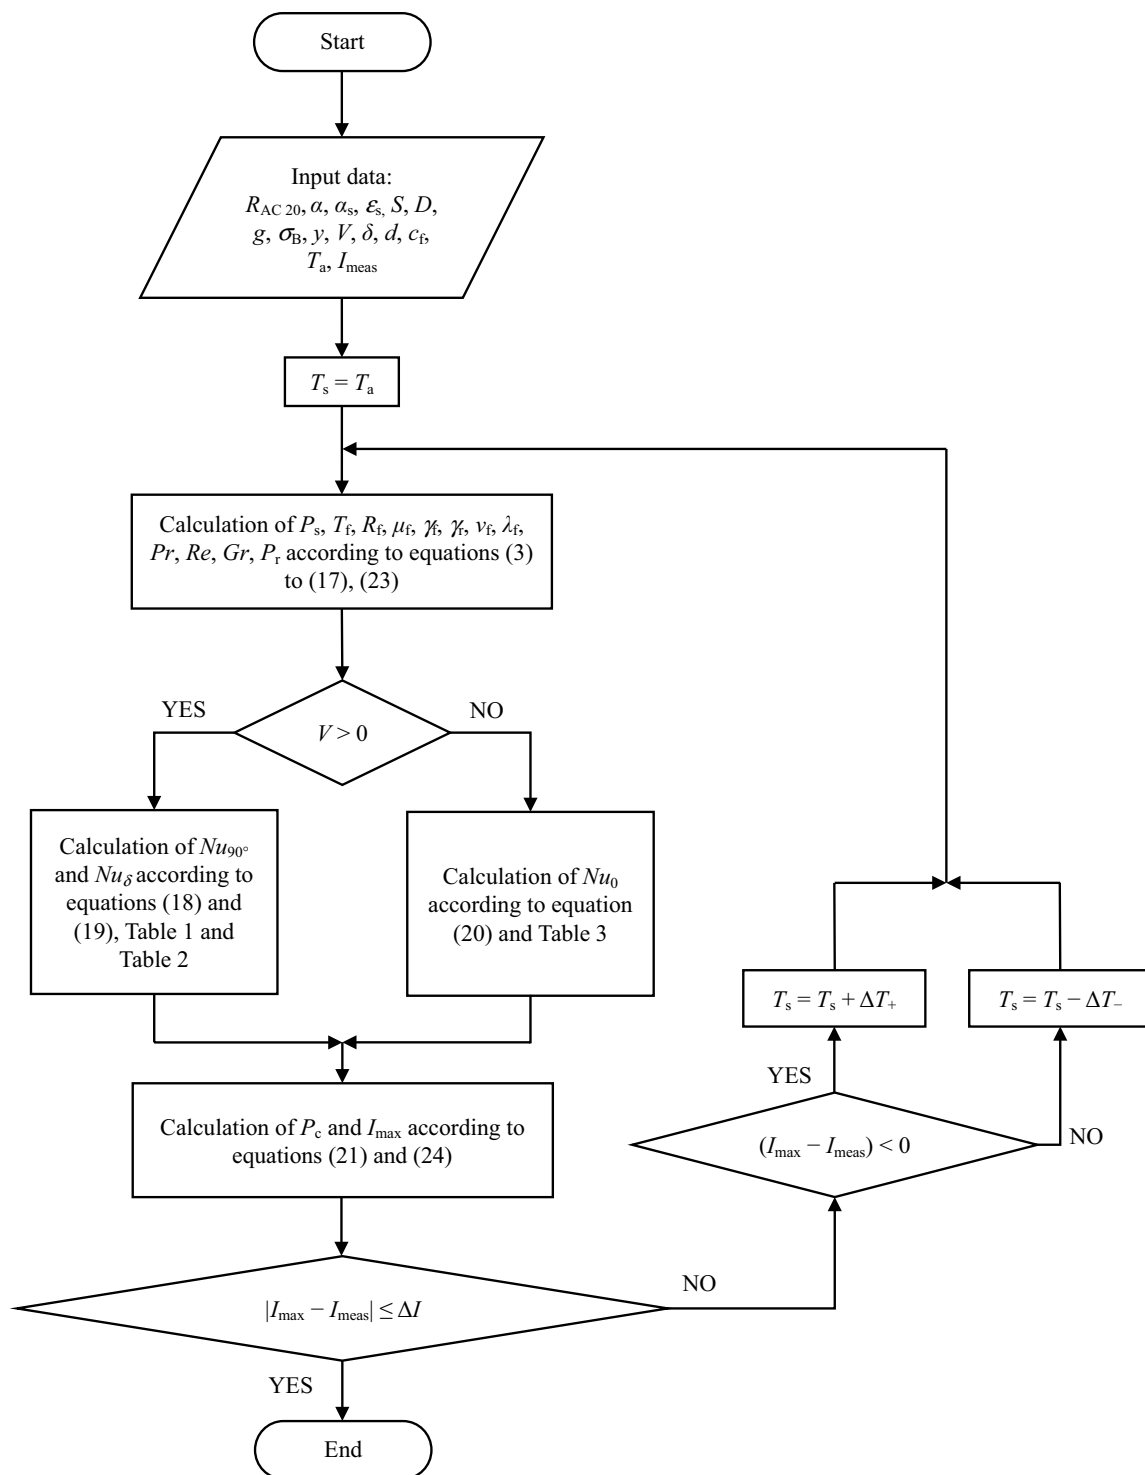 Start
Input data:
R_AC 20, α, α_s, ε_s, S, D,
g, σ_B, y, V, δ, d, c_f,
T_a, I_meas
T_s = T_a
Calculation of P_s, T_f, R_f, μ_f, γ_f, γ_r, ν_f, λ_f,
Pr, Re, Gr, P_r according to equations (3)
to (17), (23)
YES
NO
V > 0
Calculation of Nu_90°
and Nu_δ according to
equations (18) and
(19), Table 1 and
Table 2
Calculation of Nu_0
according to equation
(20) and Table 3
T_s = T_s + ΔT_+
T_s = T_s − ΔT_−
YES
NO
(I_max − I_meas) < 0
Calculation of P_c and I_max according to
equations (21) and (24)
NO
|I_max − I_meas| ≤ ΔI
YES
End